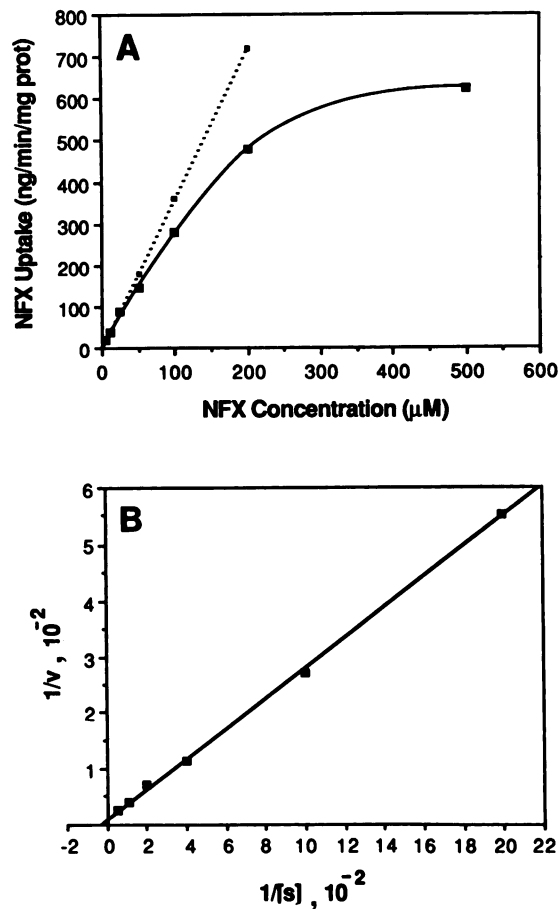 A
800
700
600
500
400
300
200
100
0
NFX Uptake (ng/min/mg prot)
0 100 200 300 400 500 600
NFX Concentration (μM)
B
6
5
4
3
2
1
1/v , 10⁻²
-2 0 2 4 6 8 10 12 14 16 18 20 22
1/[s] , 10⁻²